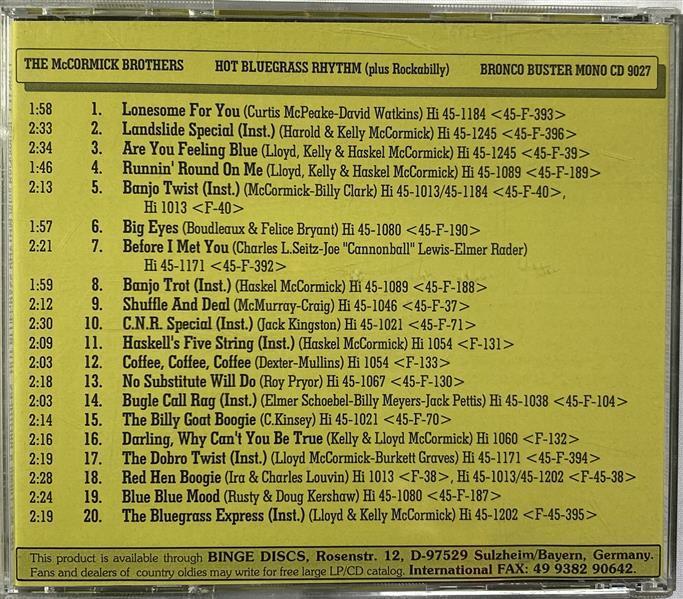 THE McCORMICK BROTHERS HOT BLUEGRASS RHYTHM (plus Rockabilly) BRONCO BUSTER MONO CD 9027
1:58 1. Lonesome For You (Curtis McPeake-David Watkins) Hi 45-1184 <45-F-393>
2:33 2. Landslide Special (Inst.) (Harold & Kelly McCormick) Hi 45-1245 <45-F-396>
2:34 3. Are You Feeling Blue (Lloyd, Kelly & Haskel McCormick) Hi 45-1245 <45-F-39>
1:46 4. Runnin' Round On Me (Lloyd, Kelly & Haskel McCormick) Hi 45-1089 <45-F-189>
2:13 5. Banjo Twist (Inst.) (McCormick-Billy Clark) Hi 45-1013/45-1184 <45-F-40>,
Hi 1013 <F-40>
1:57 6. Big Eyes (Boudleaux & Felice Bryant) Hi 45-1080 <45-F-190>
2:21 7. Before I Met You (Charles L.Seitz-Joe "Cannonball" Lewis-Elmer Rader)
Hi 45-1171 <45-F-392>
1:59 8. Banjo Trot (Inst.) (Haskel McCormick) Hi 45-1089 <45-F-188>
2:12 9. Shuffle And Deal (McMurray-Craig) Hi 45-1046 <45-F-37>
2:30 10. C.N.R. Special (Inst.) (Jack Kingston) Hi 45-1021 <45-F-71>
2:09 11. Haskell's Five String (Inst.) (Haskel McCormick) Hi 1054 <F-131>
2:03 12. Coffee, Coffee, Coffee (Dexter-Mullins) Hi 1054 <F-133>
2:18 13. No Substitute Will Do (Roy Pryor) Hi 45-1067 <45-F-130>
2:03 14. Bugle Call Rag (Inst.) (Elmer Schoebel-Billy Meyers-Jack Pettis) Hi 45-1038 <45-F-104>
2:14 15. The Billy Goat Boogie (C.Kinsey) Hi 45-1021 <45-F-70>
2:16 16. Darling, Why Can't You Be True (Kelly & Lloyd McCormick) Hi 1060 <F-132>
2:19 17. The Dobro Twist (Inst.) (Lloyd McCormick-Burkett Graves) Hi 45-1171 <45-F-394>
2:28 18. Red Hen Boogie (Ira & Charles Louvin) Hi 1013 <F-38>, Hi 45-1013/45-1202 <F-45-38>
2:24 19. Blue Blue Mood (Rusty & Doug Kershaw) Hi 45-1080 <45-F-187>
2:19 20. The Bluegrass Express (Inst.) (Lloyd & Kelly McCormick) Hi 45-1202 <F-45-395>
This product is available through BINGE DISCS, Rosenstr. 12, D-97529 Sulzheim/Bayern, Germany.
Fans and dealers of country oldies may write for free large LP/CD catalog. International FAX: 49 9382 90642.